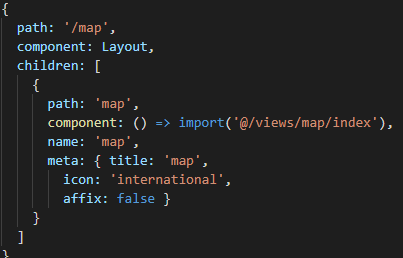 {
  path: '/map',
  component: Layout,
  children: [
    {
      path: 'map',
      component: () => import('@/views/map/index'),
      name: 'map',
      meta: { title: 'map',
        icon: 'international',
        affix: false }
    }
  ]
}